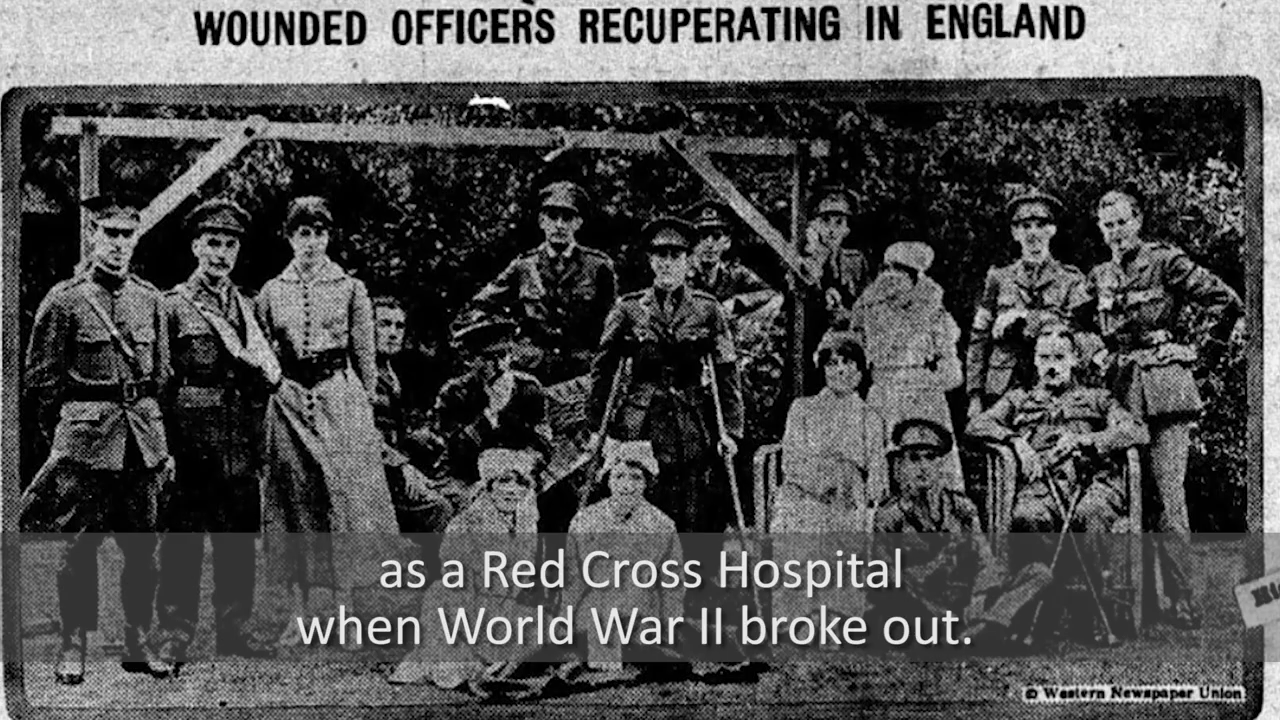 WOUNDED OFFICERS RECUPERATING IN ENGLAND
as a Red Cross Hospital
when World War II broke out.
© Western Newspaper Union